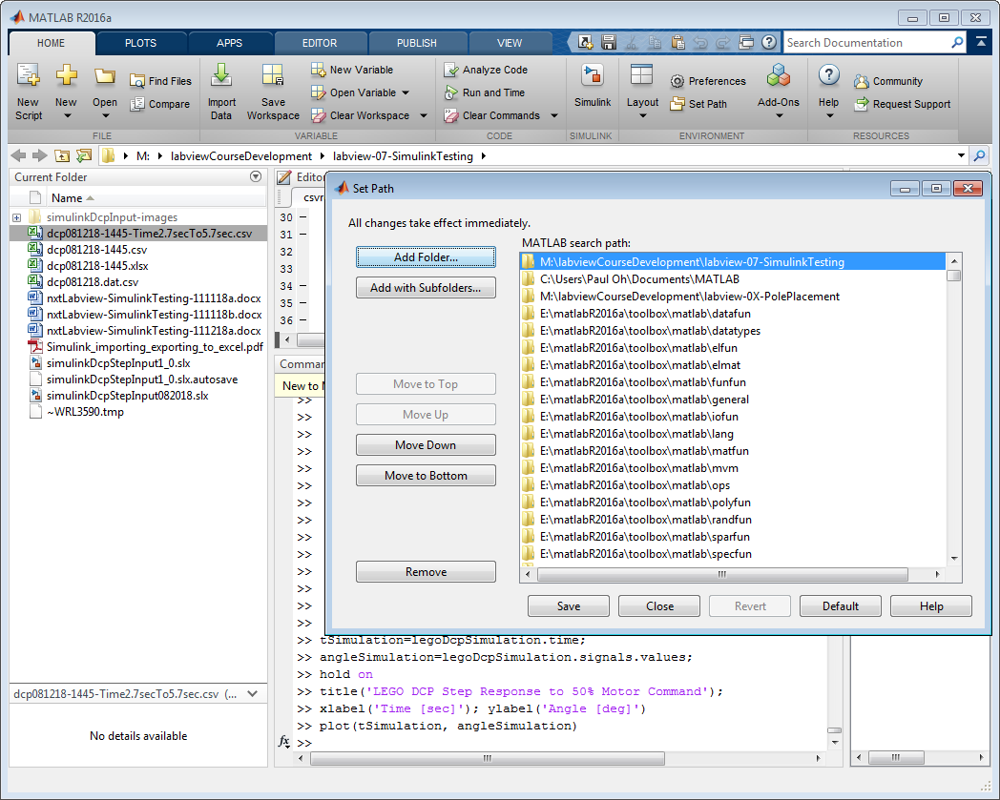 MATLAB R2016a
HOME PLOTS APPS EDITOR PUBLISH VIEW
Search Documentation
New Script
New
Open
Find Files
Compare
FILE
Import Data
Save Workspace
New Variable
Open Variable
Clear Workspace
VARIABLE
Analyze Code
Run and Time
Clear Commands
CODE
Simulink
SIMULINK
Layout
Preferences
Set Path
Add-Ons
ENVIRONMENT
Help
Community
Request Support
RESOURCES
M: labviewCourseDevelopment labview-07-SimulinkTesting
Current Folder
Name
simulinkDcpInput-images
dcp081218-1445-Time2.7secTo5.7sec.csv
dcp081218-1445.csv
dcp081218-1445.xlsx
dcp081218.dat.csv
nxtLabview-SimulinkTesting-111118a.docx
nxtLabview-SimulinkTesting-111118b.docx
nxtLabview-SimulinkTesting-111218a.docx
Simulink_importing_exporting_to_excel.pdf
simulinkDcpStepInput1_0.slx
simulinkDcpStepInput1_0.slx.autosave
simulinkDcpStepInput082018.slx
~WRL3590.tmp
dcp081218-1445-Time2.7secTo5.7sec.csv (...
No details available
Editor
csvr
30 –
31 –
32
33
34 –
35 –
36 –
Comman
New to M
Set Path
All changes take effect immediately.
Add Folder...
Add with Subfolders...
Move to Top
Move Up
Move Down
Move to Bottom
Remove
MATLAB search path:
M:\labviewCourseDevelopment\labview-07-SimulinkTesting
C:\Users\Paul Oh\Documents\MATLAB
M:\labviewCourseDevelopment\labview-0X-PolePlacement
E:\matlabR2016a\toolbox\matlab\datafun
E:\matlabR2016a\toolbox\matlab\datatypes
E:\matlabR2016a\toolbox\matlab\elfun
E:\matlabR2016a\toolbox\matlab\elmat
E:\matlabR2016a\toolbox\matlab\funfun
E:\matlabR2016a\toolbox\matlab\general
E:\matlabR2016a\toolbox\matlab\iofun
E:\matlabR2016a\toolbox\matlab\lang
E:\matlabR2016a\toolbox\matlab\matfun
E:\matlabR2016a\toolbox\matlab\mvm
E:\matlabR2016a\toolbox\matlab\ops
E:\matlabR2016a\toolbox\matlab\polyfun
E:\matlabR2016a\toolbox\matlab\randfun
E:\matlabR2016a\toolbox\matlab\sparfun
E:\matlabR2016a\toolbox\matlab\specfun
Save Close Revert Default Help
>>
>>
>>
>>
>>
>>
>>
>>
>>
>>
>>
>>
>>
>>
>> tSimulation=legoDcpSimulation.time;
>> angleSimulation=legoDcpSimulation.signals.values;
>> hold on
>> title('LEGO DCP Step Response to 50% Motor Command');
>> xlabel('Time [sec]'); ylabel('Angle [deg]')
>> plot(tSimulation, angleSimulation)
fx >>